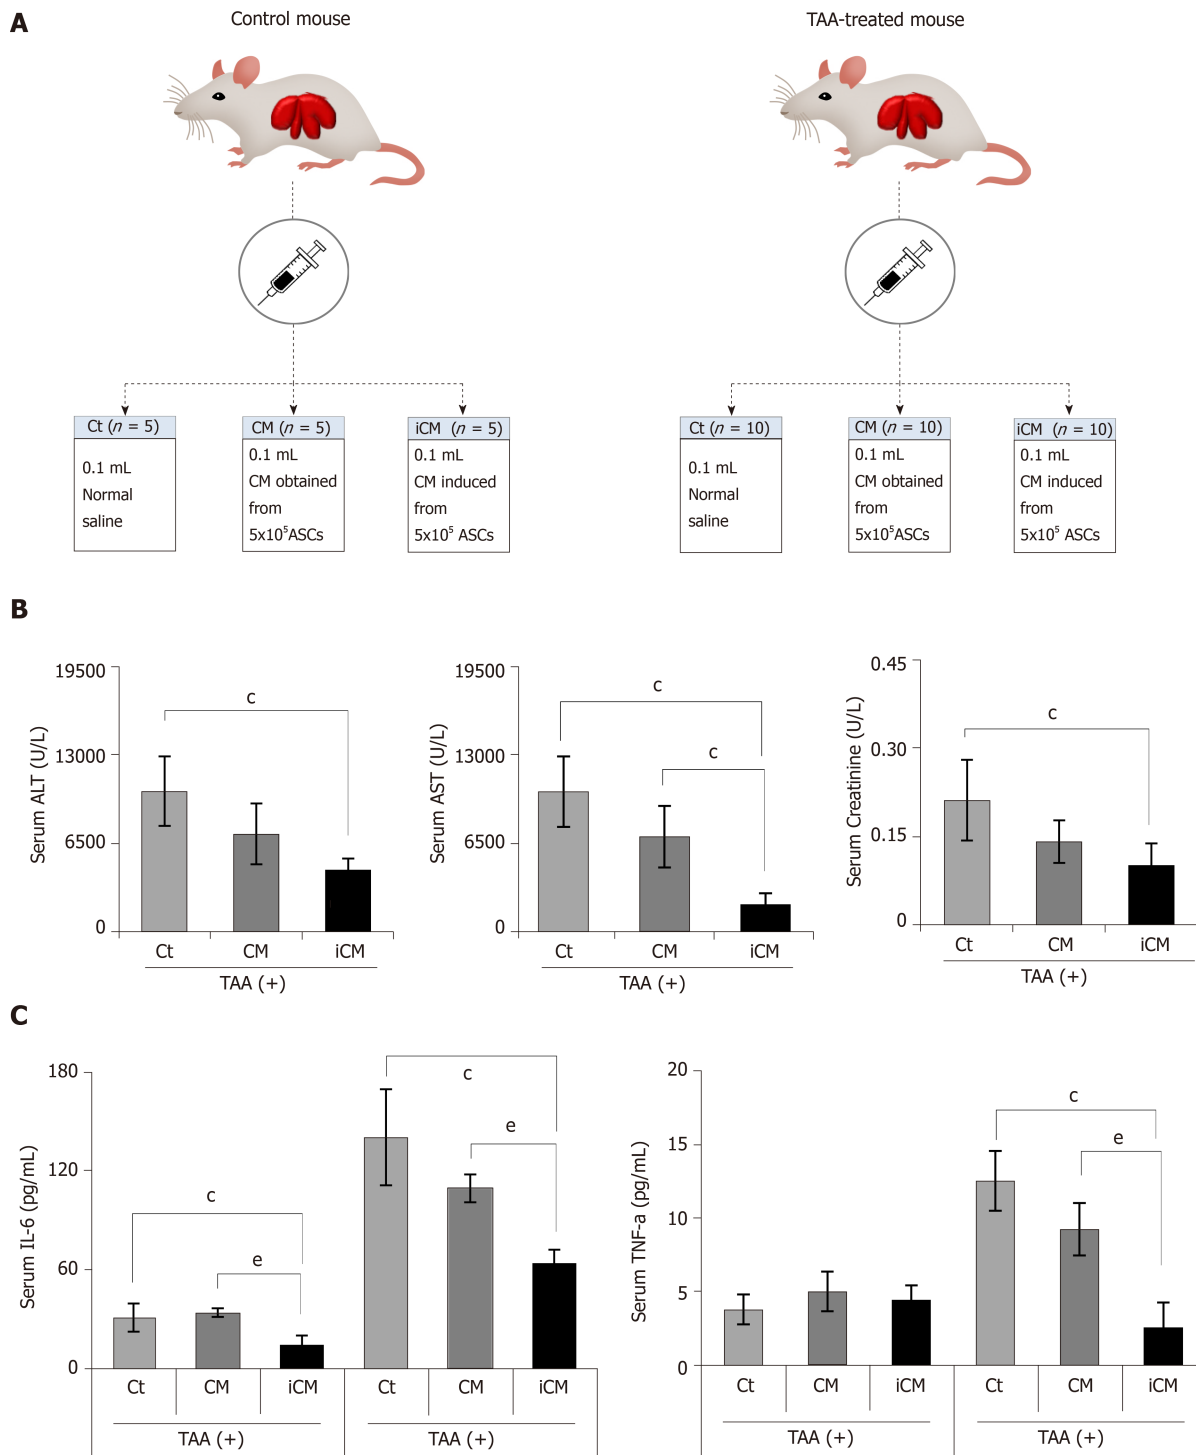 A
Control mouse
TAA-treated mouse
Ct (n = 5)
0.1 mL
Normal
saline
CM (n = 5)
0.1 mL
CM obtained
from
5x10⁵ASCs
iCM (n = 5)
0.1 mL
CM induced
from
5x10⁵ ASCs
Ct (n = 10)
0.1 mL
Normal
saline
CM (n = 10)
0.1 mL
CM obtained
from
5x10⁵ASCs
iCM (n = 10)
0.1 mL
CM induced
from
5x10⁵ ASCs
B
Serum ALT (U/L)
19500
13000
6500
0
c
Ct CM iCM
TAA (+)
Serum AST (U/L)
19500
13000
6500
0
c
c
Ct CM iCM
TAA (+)
Serum Creatinine (U/L)
0.45
0.30
0.15
0
c
Ct CM iCM
TAA (+)
C
Serum IL-6 (pg/mL)
180
120
60
0
c
e
c
e
Ct CM iCM Ct CM iCM
TAA (+) TAA (+)
Serum TNF-a (pg/mL)
20
15
10
5
0
c
e
Ct CM iCM Ct CM iCM
TAA (+) TAA (+)